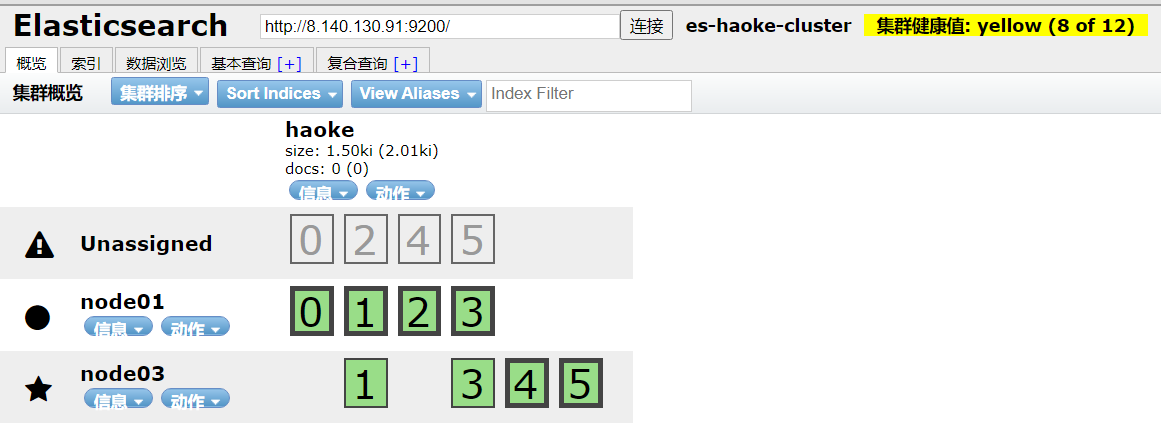 Elasticsearch http://8.140.130.91:9200/ 连接 es-haoke-cluster 集群健康值: yellow (8 of 12)
概览 索引 数据浏览 基本查询 [+] 复合查询 [+]
集群概览 集群排序 Sort Indices View Aliases Index Filter
haoke
size: 1.50ki (2.01ki)
docs: 0 (0)
信息 动作
Unassigned 0 2 4 5
node01 0 1 2 3
信息 动作
node03 1 3 4 5
信息 动作